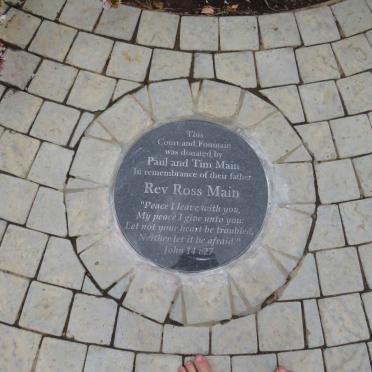 This
Court and Fountain
was donated by
Paul and Tim Main
In remembrance of their father
Rev Ross Main
"Peace I leave with you,
My peace I give unto you:
Let not your heart be troubled,
Neither let it be afraid."
John 14 v27